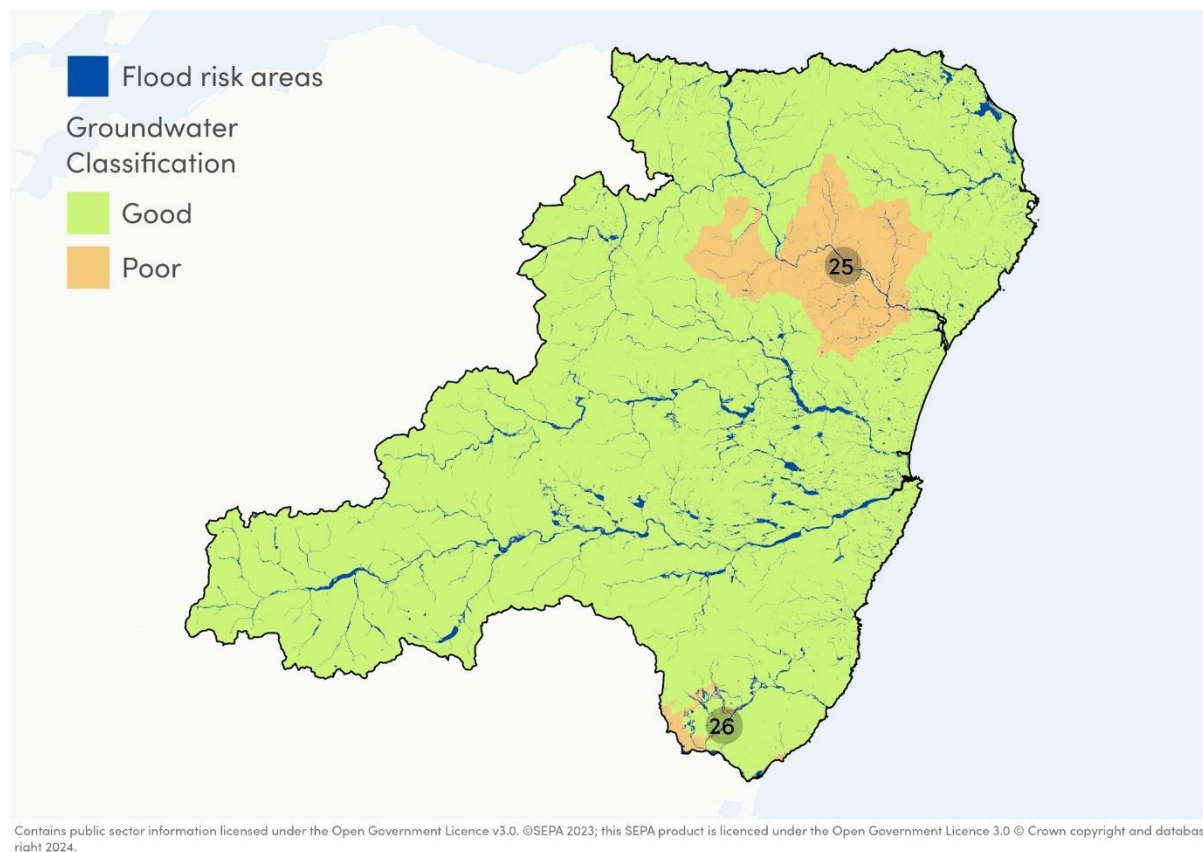 Flood risk areas
Groundwater
Classification
Good
Poor
25
26
Contains public sector information licensed under the Open Government Licence v3.0. ©SEPA 2023; this SEPA product is licenced under the Open Government Licence 3.0 © Crown copyright and databas
right 2024.